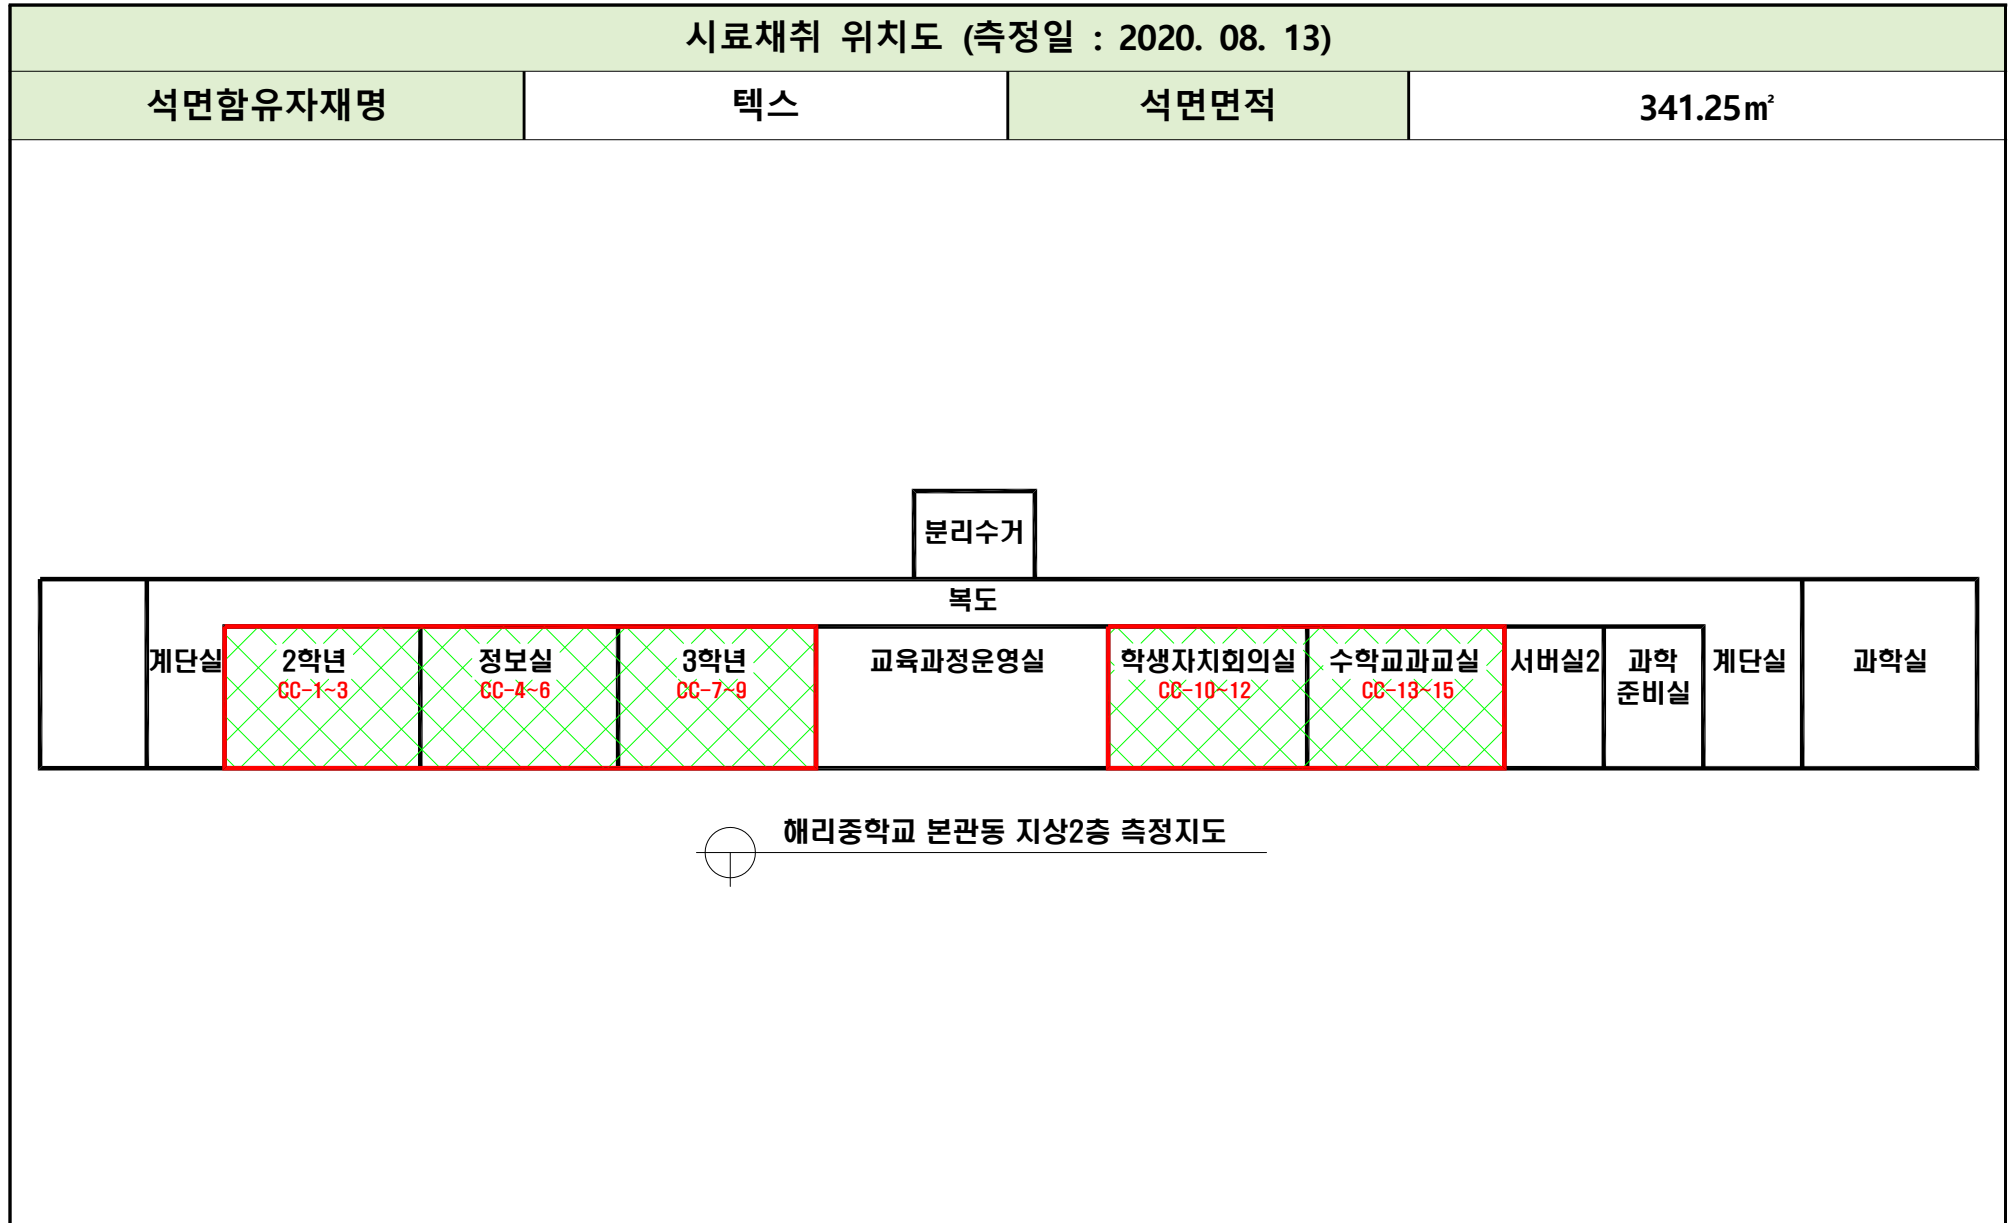 시료채취 위치도 (측정일 : 2020. 08. 13)
석면함유자재명 텍스 석면면적 341.25㎡
분리수거
복도
계단실 2학년 정보실 3학년 교육과정운영실 학생자치회의실 수학교과교실 서버실2 과학 계단실 과학실
준비실
CC-1~3 CC-4~6 CC-7~9 CC-10~12 CC-13~15
해리중학교 본관동 지상2층 측정지도